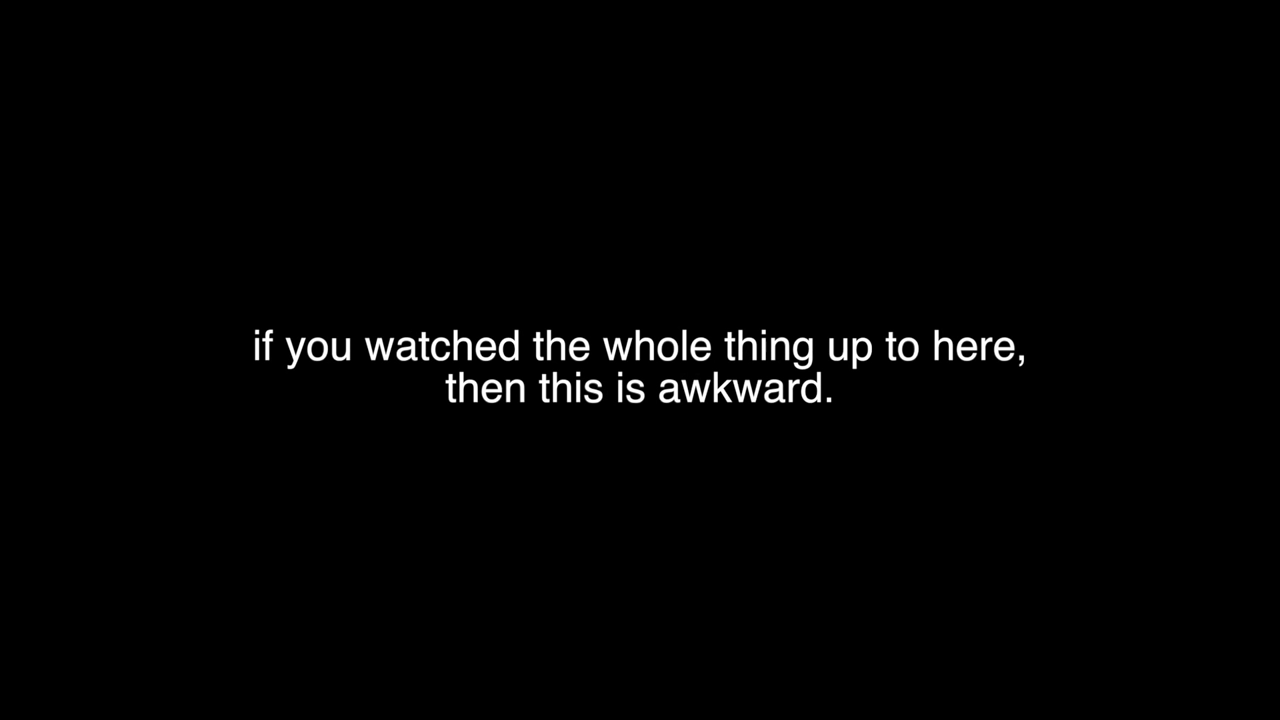 if you watched the whole thing up to here,
then this is awkward.